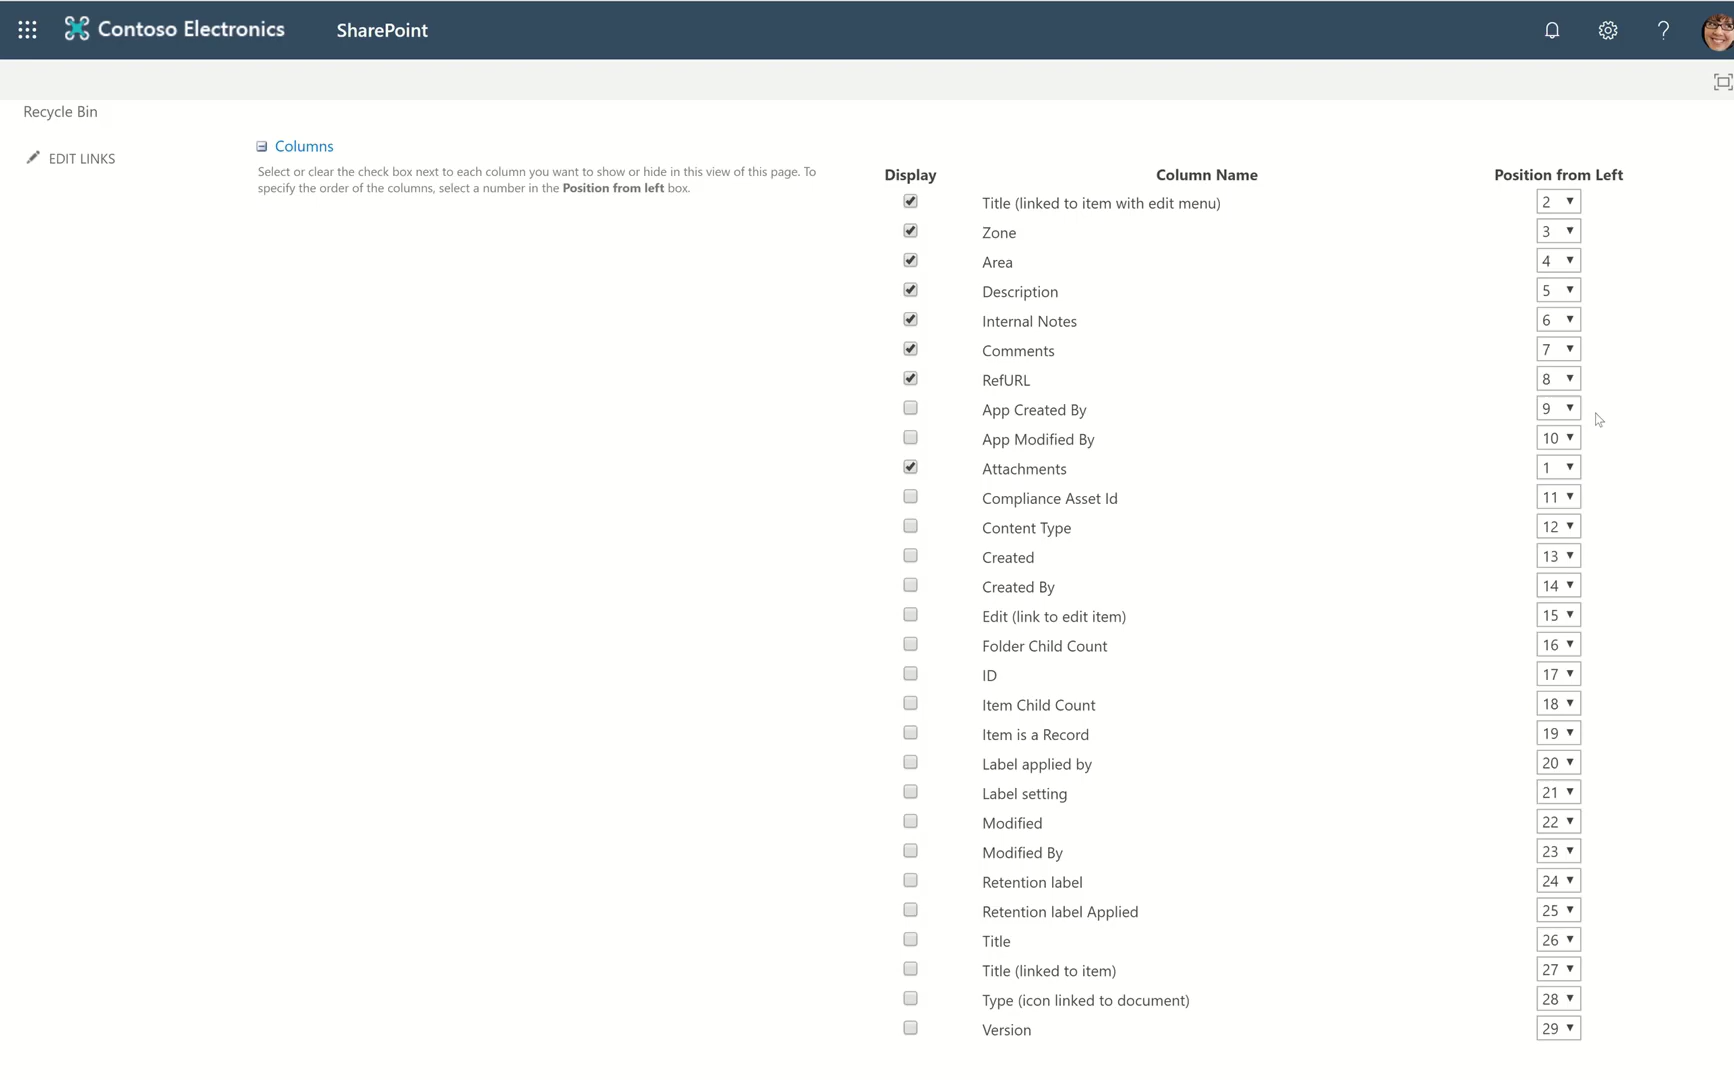 Contoso Electronics SharePoint ?
Recycle Bin
EDIT LINKS
Columns
Select or clear the check box next to each column you want to show or hide in this view of this page. To
specify the order of the columns, select a number in the Position from left box.
Display Column Name Position from Left
Title (linked to item with edit menu) 2
Zone 3
Area 4
Description 5
Internal Notes 6
Comments 7
RefURL 8
App Created By 9
App Modified By 10
Attachments 1
Compliance Asset Id 11
Content Type 12
Created 13
Created By 14
Edit (link to edit item) 15
Folder Child Count 16
ID 17
Item Child Count 18
Item is a Record 19
Label applied by 20
Label setting 21
Modified 22
Modified By 23
Retention label 24
Retention label Applied 25
Title 26
Title (linked to item) 27
Type (icon linked to document) 28
Version 29